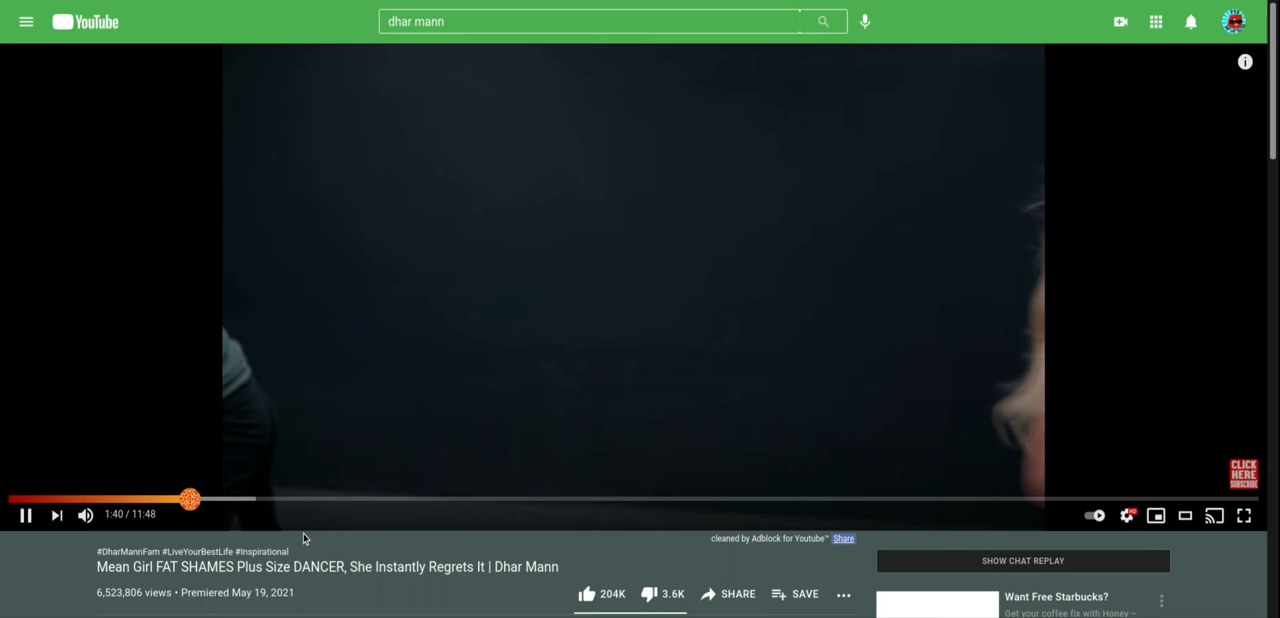 YouTube
dhar mann
CLICK
HERE
SUBSCRIBE
1:40 / 11:48
HD
cleaned by Adblock for Youtube™ Share
#DharMannFam #LiveYourBestLife #Inspirational
Mean Girl FAT SHAMES Plus Size DANCER, She Instantly Regrets It | Dhar Mann
6,523,806 views • Premiered May 19, 2021
204K 3.6K SHARE SAVE
SHOW CHAT REPLAY
Want Free Starbucks?
Get your coffee fix with Honey –